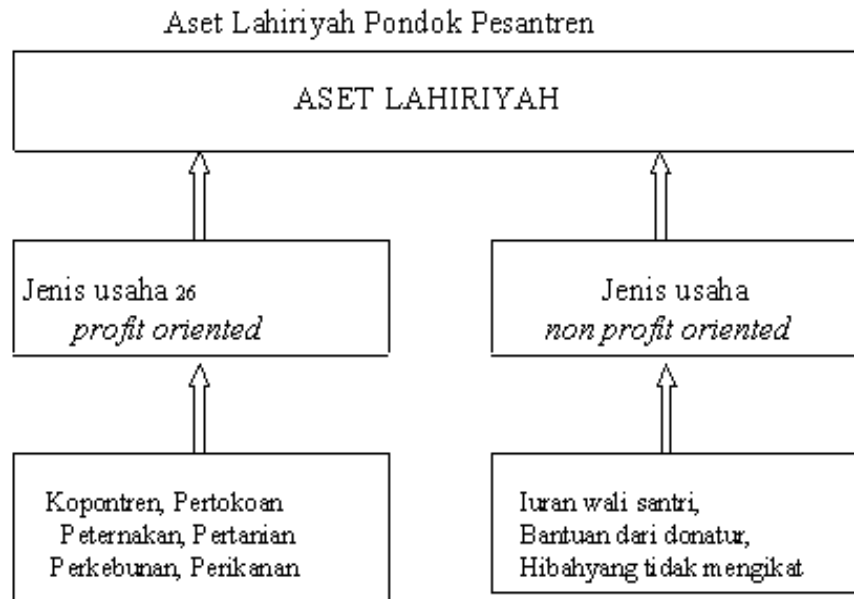 Aset Lahiriyah Pondok Pesantren
ASET LAHIRIYAH
Jenis usaha 26
profit oriented
Jenis usaha
non profit oriented
Kopontren, Pertokoan
Peternakan, Pertanian
Perkebunan, Perikanan
Iuran wali santri,
Bantuan dari donatur,
Hibahyang tidak mengikat